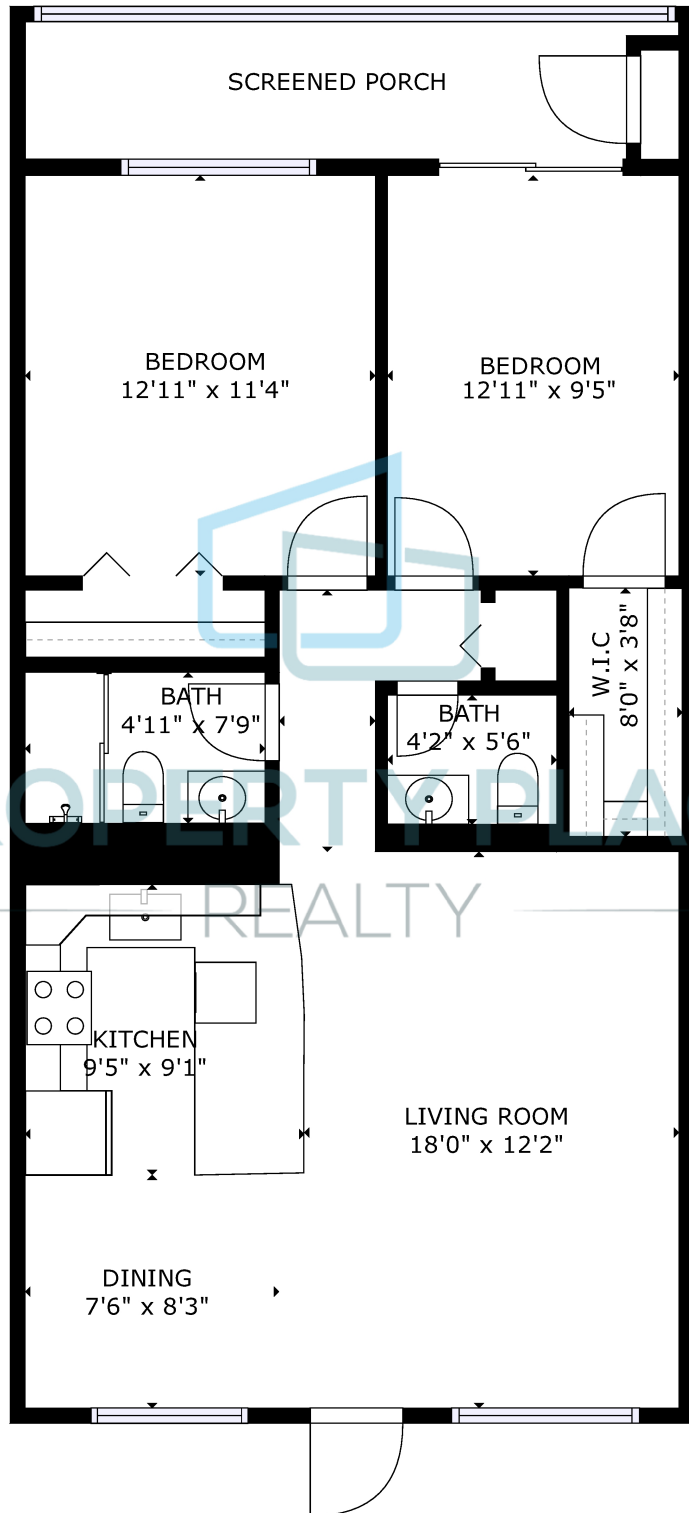 SCREENED PORCH
BEDROOM
12'11" x 11'4"
BEDROOM
12'11" x 9'5"
W.I.C
8'0" x 3'8"
BATH
4'11" x 7'9"
BATH
4'2" x 5'6"
OPERTY PLA
REALTY
KITCHEN
9'5" x 9'1"
LIVING ROOM
18'0" x 12'2"
DINING
7'6" x 8'3"